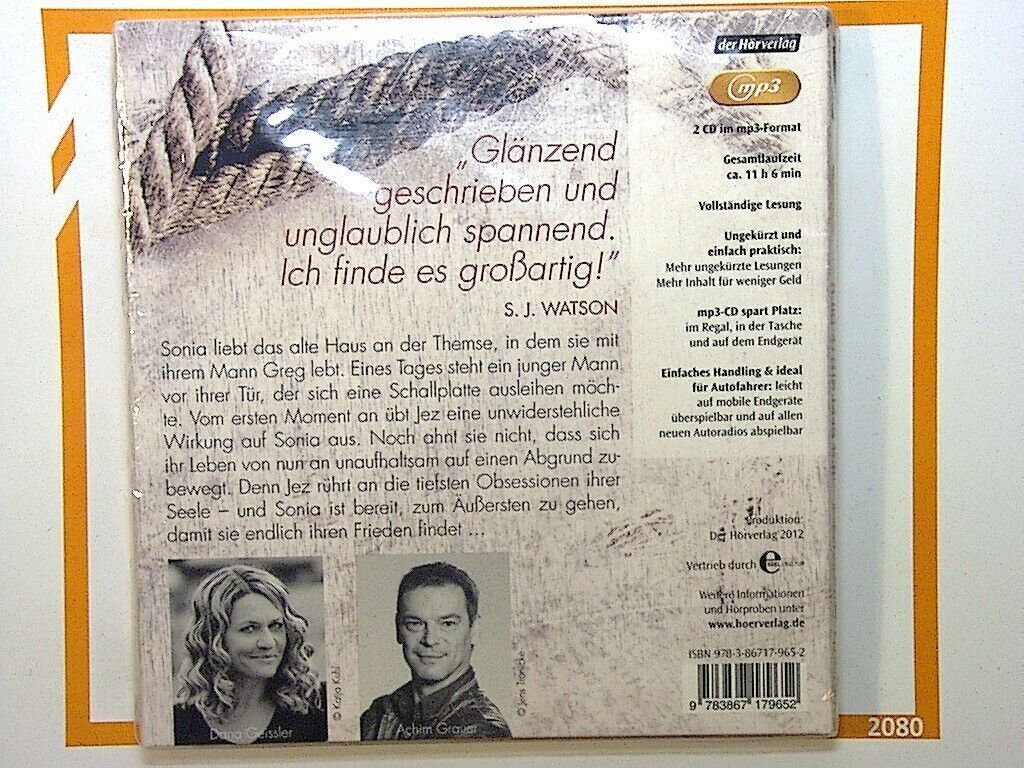 der Hörverlag
mp3
2 CD im mp3-Format
Gesamtlaufzeit
ca. 11 h 6 min
Vollständige Lesung
Ungekürzt und
einfach praktisch:
Mehr ungekürzte Lesungen
Mehr Inhalt für weniger Geld
mp3-CD spart Platz:
im Regal, in der Tasche
und auf dem Endgerät
Einfaches Handling & ideal
für Autofahrer: leicht
auf mobile Endgeräte
überspielbar und auf allen
neuen Autoradios abspielbar
„Glänzend
geschrieben und
unglaublich spannend.
Ich finde es großartig!"
S. J. WATSON
Sonia liebt das alte Haus an der Themse, in dem sie mit
ihrem Mann Greg lebt. Eines Tages steht ein junger Mann
vor ihrer Tür, der sich eine Schallplatte ausleihen möch-
te. Vom ersten Moment an übt Jez eine unwiderstehliche
Wirkung auf Sonia aus. Noch ahnt sie nicht, dass sich
ihr Leben von nun an unaufhaltsam auf einen Abgrund zu-
bewegt. Denn Jez rührt an die tiefsten Obsessionen ihrer
Seele – und Sonia ist bereit, zum Äußersten zu gehen,
damit sie endlich ihren Frieden findet ...
Dana Geissler
© Katja Kuhl
Achim Grauer
Produktion:
Der Hörverlag 2012
Vertrieb durch e
Weitere Informationen
und Hörproben unter
www.hoerverlag.de
ISBN 978-3-86717-965-2
9 783867 179652
2080